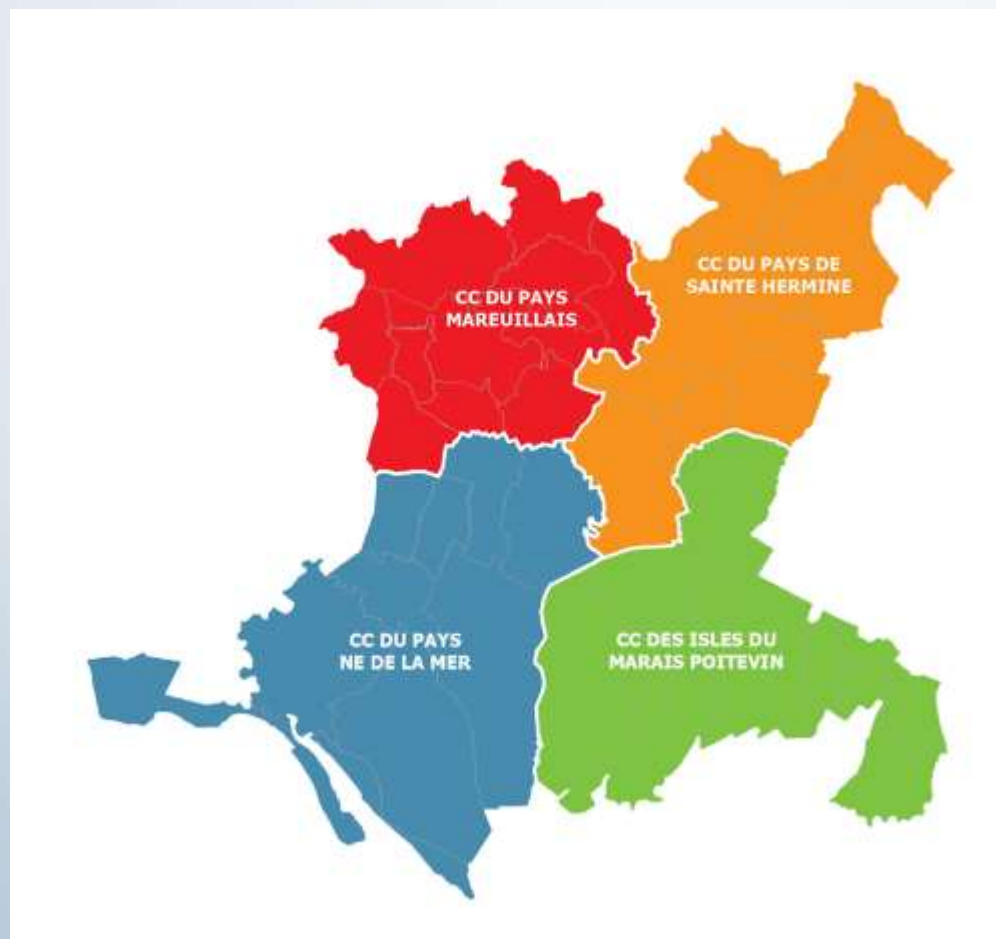 CC DU PAYS DE
SAINTE HERMINE
CC DU PAYS
MAREUILLAIS
CC DU PAYS
NE DE LA MER
CC DES ISLES DU
MARAIS POITEVIN